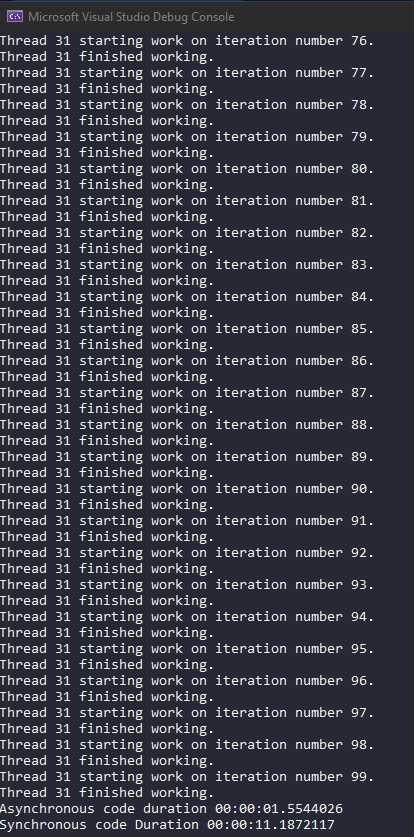 C:\
Microsoft Visual Studio Debug Console
Thread 31 starting work on iteration number 76.
Thread 31 finished working.
Thread 31 starting work on iteration number 77.
Thread 31 finished working.
Thread 31 starting work on iteration number 78.
Thread 31 finished working.
Thread 31 starting work on iteration number 79.
Thread 31 finished working.
Thread 31 starting work on iteration number 80.
Thread 31 finished working.
Thread 31 starting work on iteration number 81.
Thread 31 finished working.
Thread 31 starting work on iteration number 82.
Thread 31 finished working.
Thread 31 starting work on iteration number 83.
Thread 31 finished working.
Thread 31 starting work on iteration number 84.
Thread 31 finished working.
Thread 31 starting work on iteration number 85.
Thread 31 finished working.
Thread 31 starting work on iteration number 86.
Thread 31 finished working.
Thread 31 starting work on iteration number 87.
Thread 31 finished working.
Thread 31 starting work on iteration number 88.
Thread 31 finished working.
Thread 31 starting work on iteration number 89.
Thread 31 finished working.
Thread 31 starting work on iteration number 90.
Thread 31 finished working.
Thread 31 starting work on iteration number 91.
Thread 31 finished working.
Thread 31 starting work on iteration number 92.
Thread 31 finished working.
Thread 31 starting work on iteration number 93.
Thread 31 finished working.
Thread 31 starting work on iteration number 94.
Thread 31 finished working.
Thread 31 starting work on iteration number 95.
Thread 31 finished working.
Thread 31 starting work on iteration number 96.
Thread 31 finished working.
Thread 31 starting work on iteration number 97.
Thread 31 finished working.
Thread 31 starting work on iteration number 98.
Thread 31 finished working.
Thread 31 starting work on iteration number 99.
Thread 31 finished working.
Asynchronous code duration 00:00:01.5544026
Synchronous code Duration 00:00:11.1872117